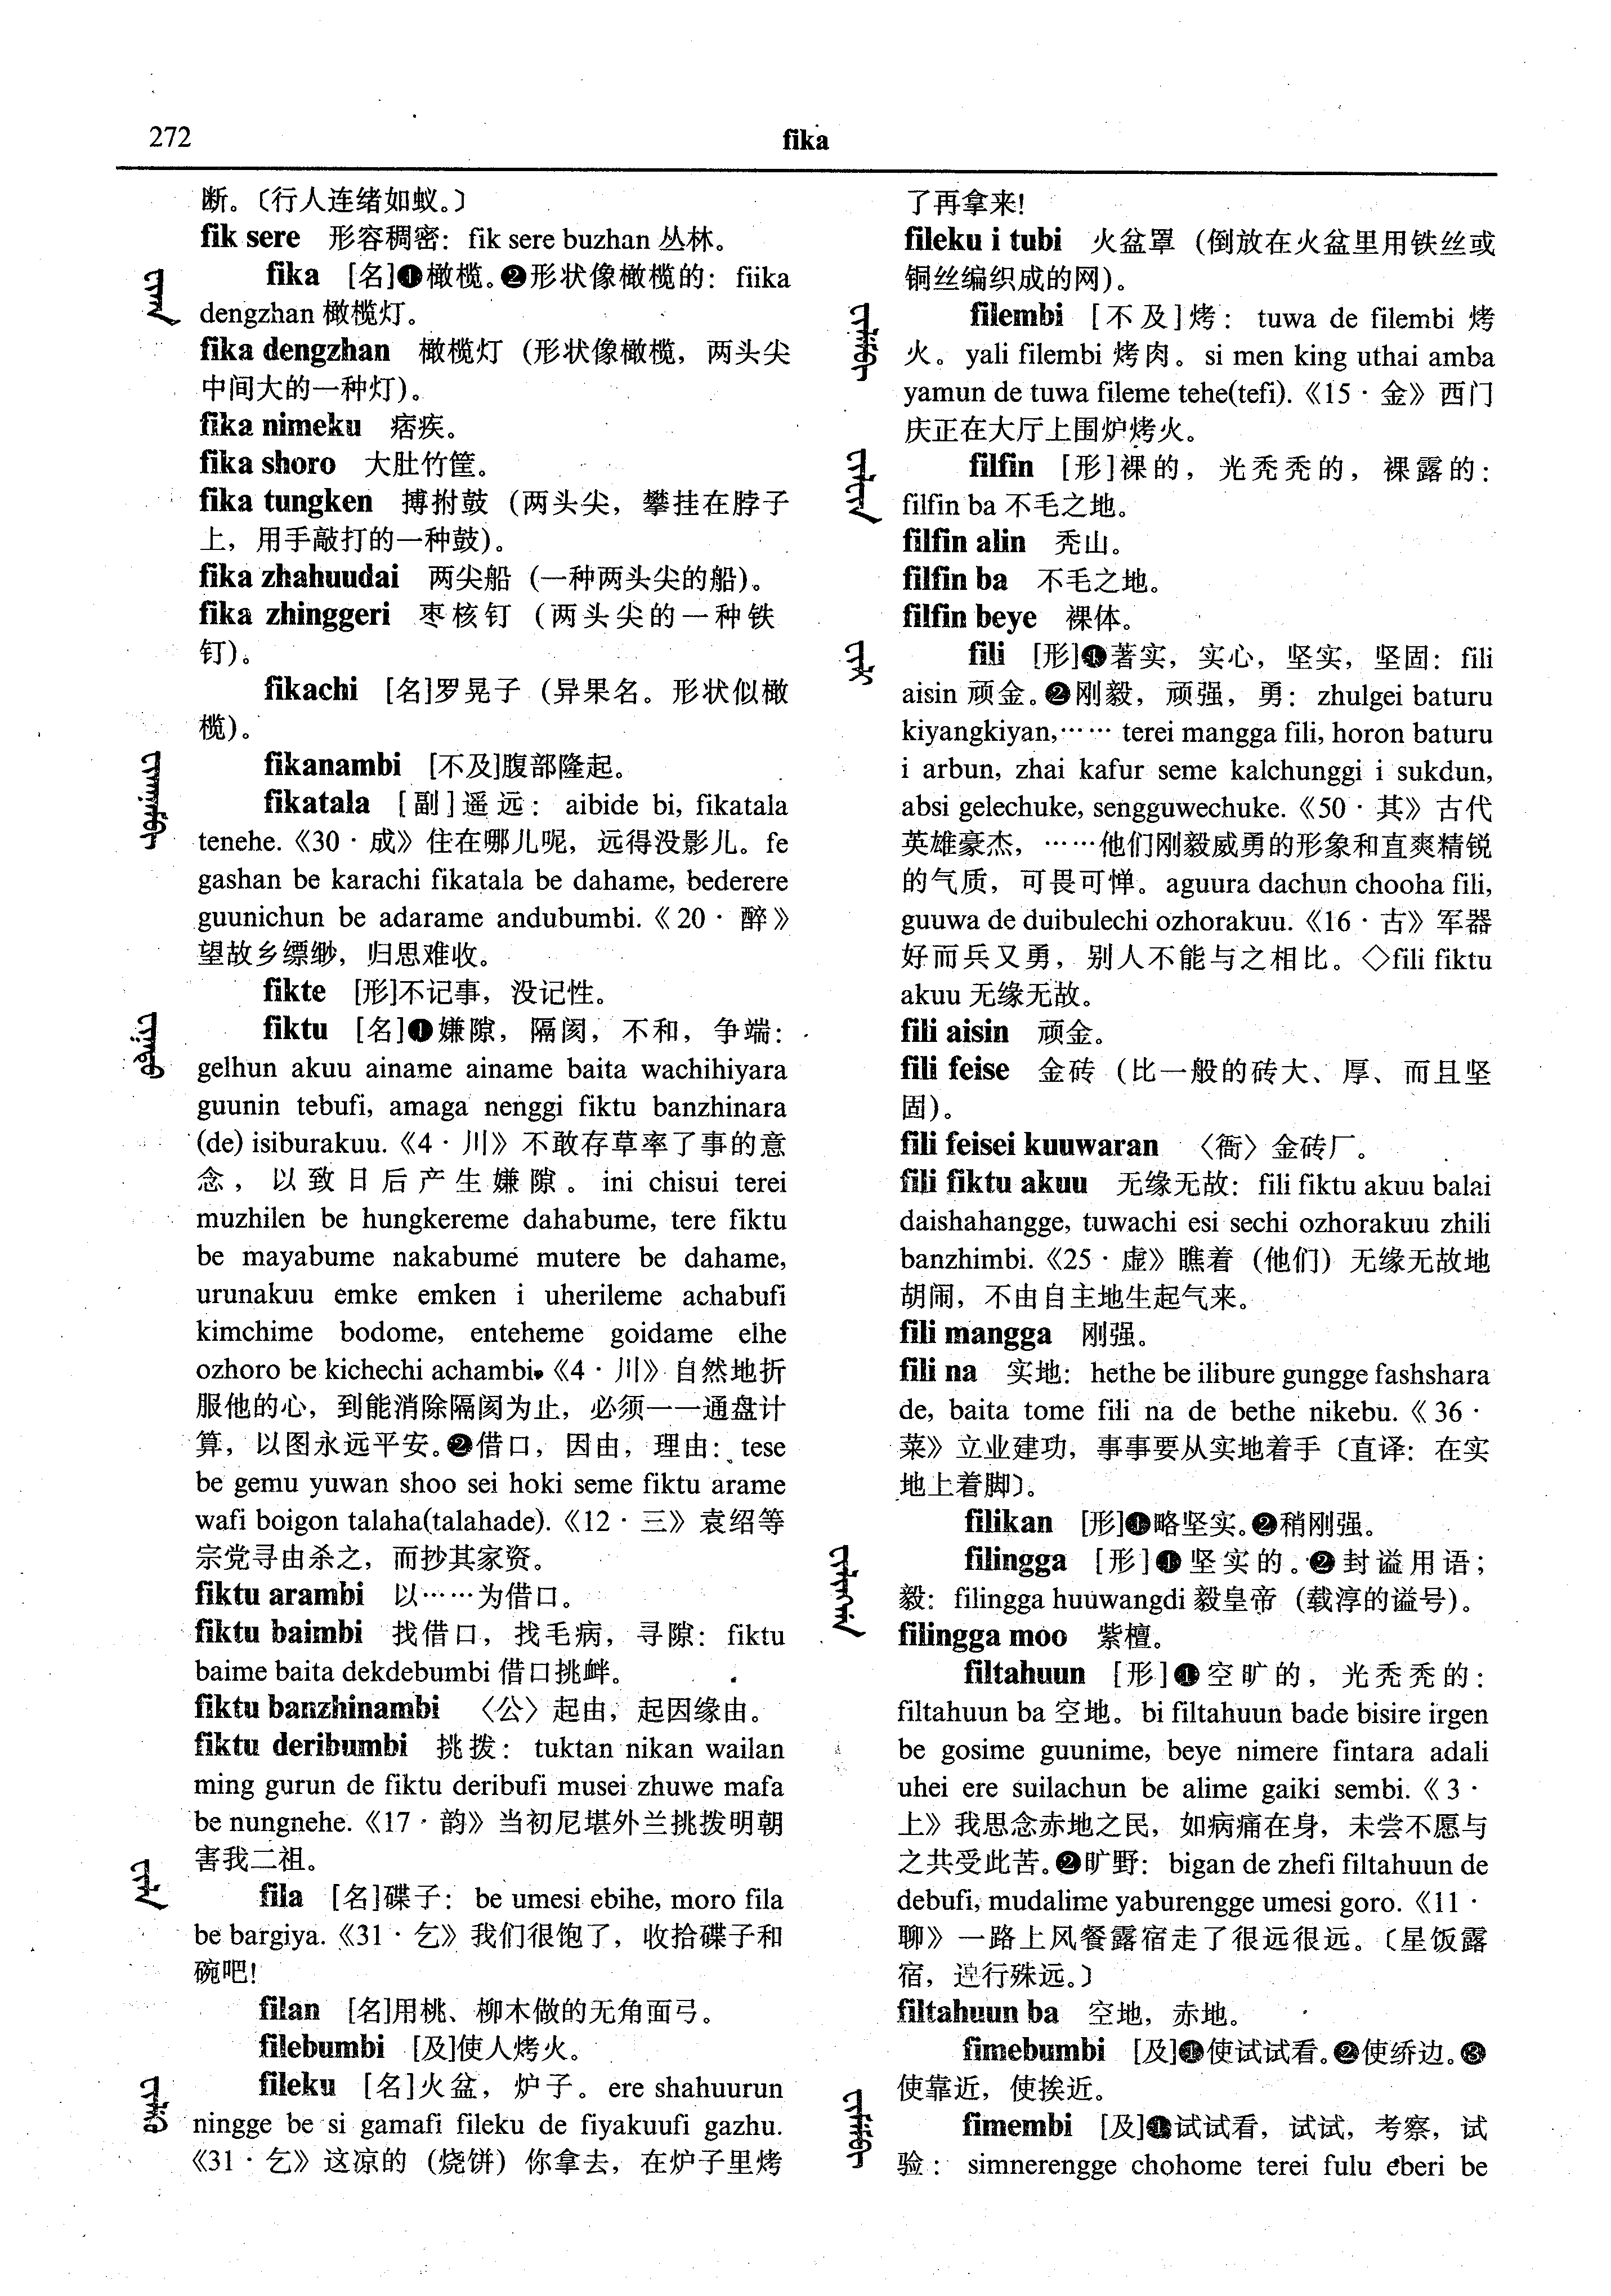 272
fika
断。〔行人连绪如蚁。〕
fik sere 形容稠密：fik sere buzhan 丛林。
fika [名]❶橄榄。❷形状像橄榄的：fiika
dengzhan 橄榄灯。
fika dengzhan 橄榄灯（形状像橄榄，两头尖
中间大的一种灯）。
fika nimeku 痞疾。
fika shoro 大肚竹筐。
fika tungken 搏拊鼓（两头尖，攀挂在脖子
上，用手敲打的一种鼓）。
fika zhahuudai 两尖船（一种两头尖的船）。
fika zhinggeri 枣核钉（两头尖的一种铁
钉）。
fikachi [名]罗晃子（异果名。形状似橄
榄）。
fikanambi [不及]腹部隆起。
fikatala [副]遥远：aibide bi, fikatala
tenehe.《30·成》住在哪儿呢，远得没影儿。fe
gashan be karachi fikatala be dahame, bederere
guunichun be adarame andubumbi.《20·醉》
望故乡缥缈，归思难收。
fikte [形]不记事，没记性。
fiktu [名]❶嫌隙，隔阂，不和，争端：
gelhun akuu ainame ainame baita wachihiyara
guunin tebufi, amaga nenggi fiktu banzhinara
(de) isiburakuu.《4·川》不敢存草率了事的意
念，以致日后产生嫌隙。ini chisui terei
muzhilen be hungkereme dahabume, tere fiktu
be mayabume nakabume mutere be dahame,
urunakuu emke emken i uherileme achabufi
kimchime bodome, enteheme goidame elhe
ozhoro be kichechi achambi.《4·川》自然地折
服他的心，到能消除隔阂为止，必须一一通盘计
算，以图永远平安。❷借口，因由，理由：tese
be gemu yuwan shoo sei hoki seme fiktu arame
wafi boigon talaha(talahade).《12·三》袁绍等
宗党寻由杀之，而抄其家资。
fiktu arambi 以……为借口。
fiktu baimbi 找借口，找毛病，寻隙：fiktu
baime baita dekdebumbi 借口挑衅。
fiktu banzhinambi 〈公〉起由，起因缘由。
fiktu deribumbi 挑拨：tuktan nikan wailan
ming gurun de fiktu deribufi musei zhuwe mafa
be nungnehe.《17·韵》当初尼堪外兰挑拨明朝
害我二祖。
fila [名]碟子：be umesi ebihe, moro fila
be bargiya.《31·乞》我们很饱了，收拾碟子和
碗吧！
filan [名]用桃、柳木做的无角面弓。
filebumbi [及]使人烤火。
fileku [名]火盆，炉子。ere shahuurun
ningge be si gamafi fileku de fiyakuufi gazhu.
《31·乞》这凉的（烧饼）你拿去，在炉子里烤
了再拿来！
fileku i tubi 火盆罩（倒放在火盆里用铁丝或
铜丝编织成的网）。
filembi [不及]烤：tuwa de filembi 烤
火。yali filembi 烤肉。si men king uthai amba
yamun de tuwa fileme tehe(tefi).《15·金》西门
庆正在大厅上围炉烤火。
filfin [形]裸的，光秃秃的，裸露的：
filfin ba 不毛之地。
filfin alin 秃山。
filfin ba 不毛之地。
filfin beye 裸体。
fili [形]❶著实，实心，坚实，坚固：fili
aisin 顽金。❷刚毅，顽强，勇：zhulgei baturu
kiyangkiyan,…… terei mangga fili, horon baturu
i arbun, zhai kafur seme kalchunggi i sukdun,
absi gelechuke, sengguwechuke.《50·其》古代
英雄豪杰，……他们刚毅威勇的形象和直爽精锐
的气质，可畏可惮。aguura dachun chooha fili,
guuwa de duibulechi ozhorakuu.《16·古》军器
好而兵又勇，别人不能与之相比。◇fili fiktu
akuu 无缘无故。
fili aisin 顽金。
fili feise 金砖（比一般的砖大、厚、而且坚
固）。
fili feisei kuuwaran 〈衙〉金砖厂。
fili fiktu akuu 无缘无故：fili fiktu akuu balai
daishahangge, tuwachi esi sechi ozhorakuu zhili
banzhimbi.《25·虚》瞧着（他们）无缘无故地
胡闹，不由自主地生起气来。
fili mangga 刚强。
fili na 实地：hethe be ilibure gungge fashshara
de, baita tome fili na de bethe nikebu.《36·
菜》立业建功，事事要从实地着手〔直译：在实
地上着脚〕。
filikan [形]❶略坚实。❷稍刚强。
filingga [形]❶坚实的。❷封谥用语；
毅：filingga huuwangdi 毅皇帝（载淳的谥号）。
filingga moo 紫檀。
filtahuun [形]❶空旷的，光秃秃的：
filtahuun ba 空地。bi filtahuun bade bisire irgen
be gosime guunime, beye nimere fintara adali
uhei ere suilachun be alime gaiki sembi.《3·
上》我思念赤地之民，如病痛在身，未尝不愿与
之共受此苦。❷旷野：bigan de zhefi filtahuun de
debufi, mudalime yaburengge umesi goro.《11·
聊》一路上风餐露宿走了很远很远。〔星饭露
宿，迚行殊远。〕
filtahuun ba 空地，赤地。
fimebumbi [及]❶使试试看。❷使绗边。❸
使靠近，使挨近。
fimembi [及]❶试试看，试试，考察，试
验：simnerengge chohome terei fulu eberi be